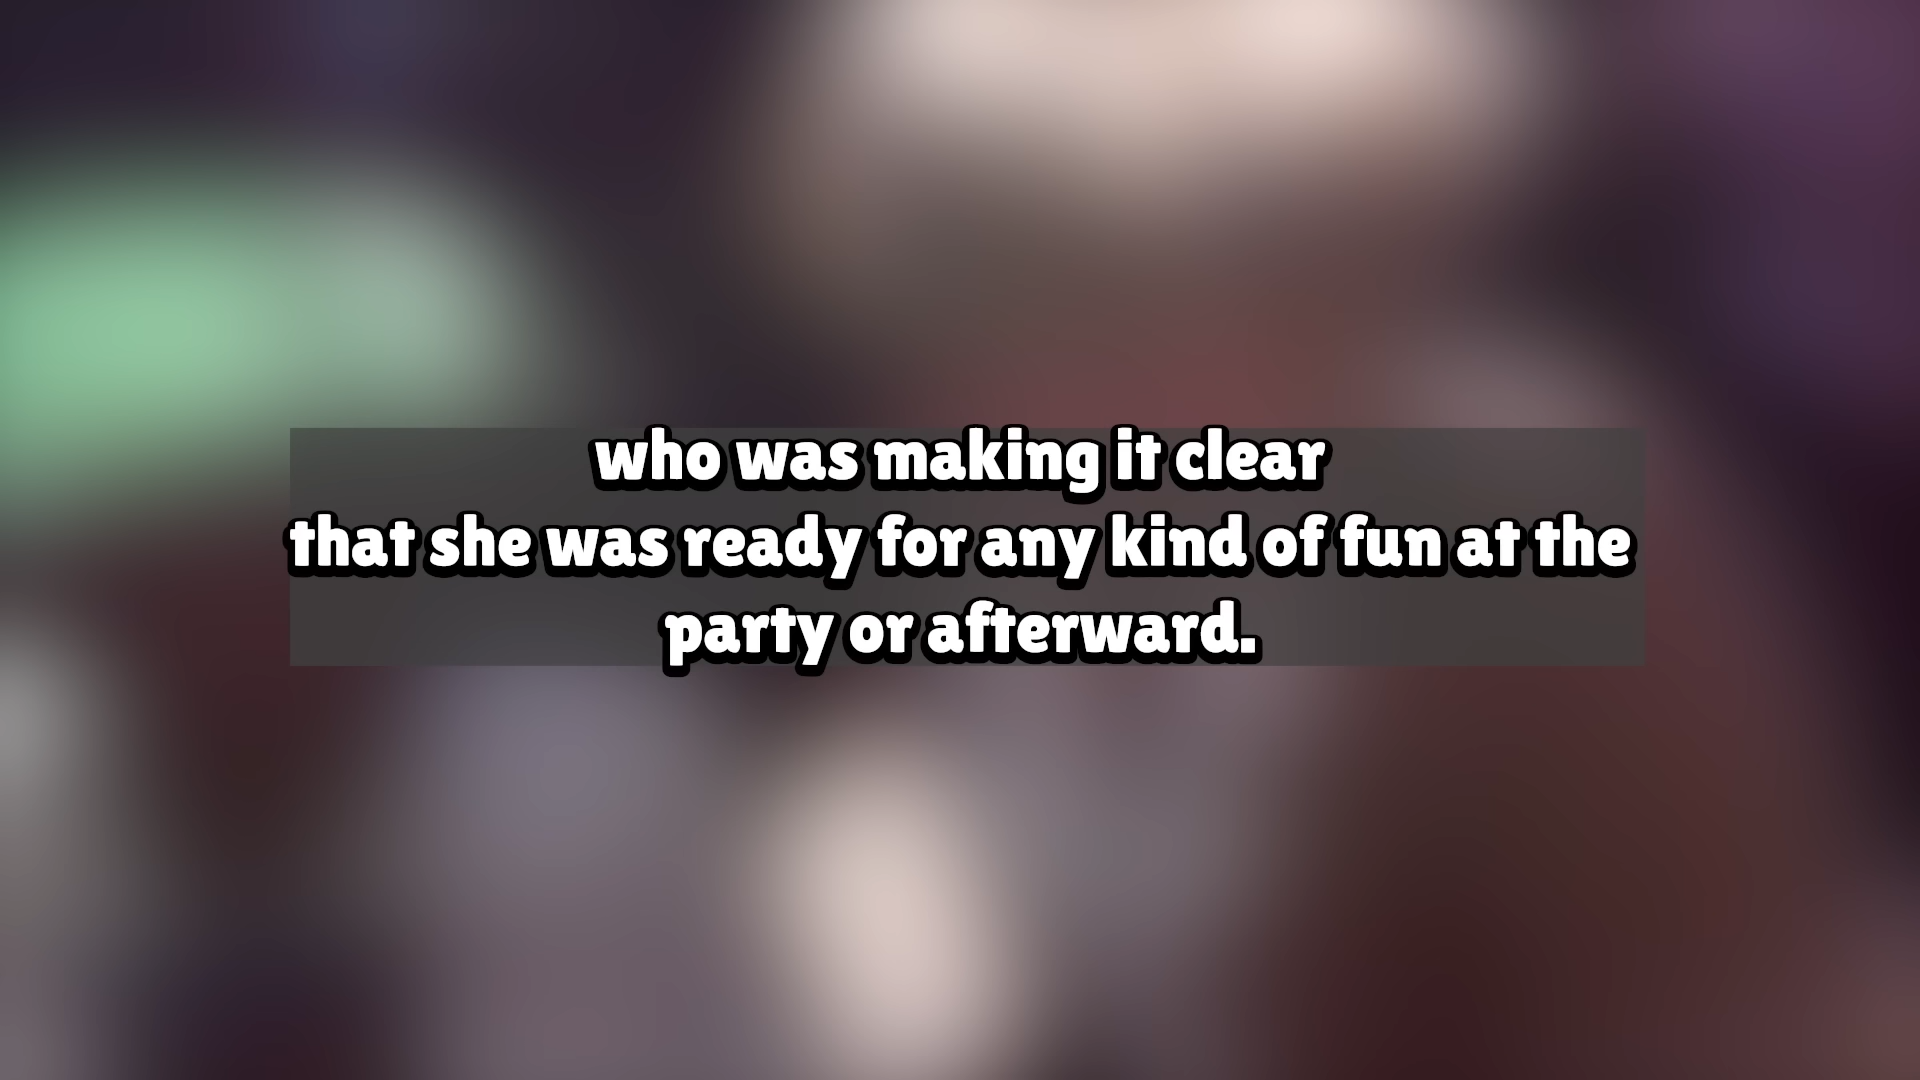 who was making it clear
that she was ready for any kind of fun at the
party or afterward.